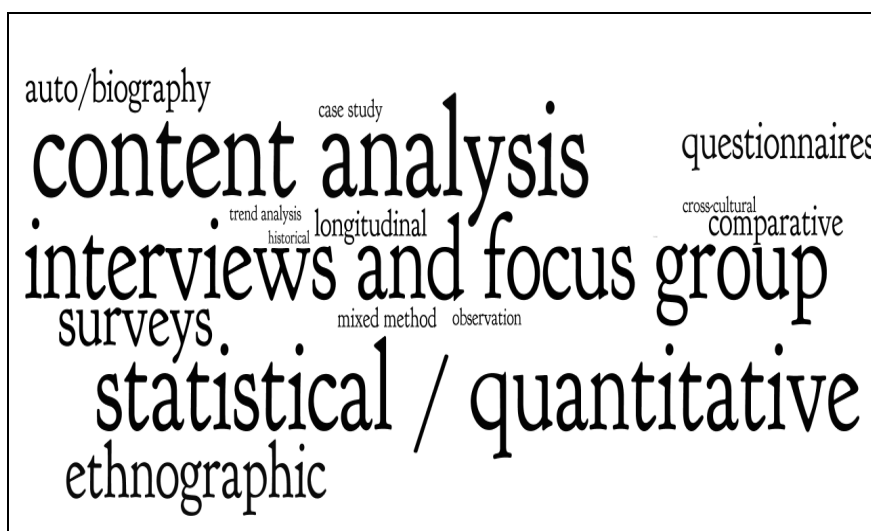 auto/biography
case study
content analysis
questionnaires
trend analysis
longitudinal
historical
cross-cultural
comparative
interviews and focus group
surveys
mixed method
observation
statistical / quantitative
ethnographic